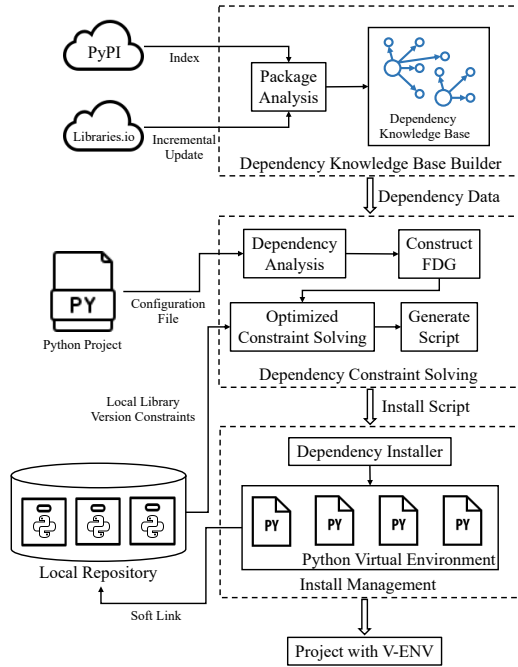 PyPI
Index
Package
Analysis
Dependency
Knowledge Base
Libraries.io
Incremental
Update
Dependency Knowledge Base Builder
Dependency Data
Dependency
Analysis
Construct
FDG
PY
Configuration
File
Python Project
Optimized
Constraint Solving
Generate
Script
Dependency Constraint Solving
Local Library
Version Constraints
Install Script
Dependency Installer
PY
PY
PY
PY
Python Virtual Environment
Local Repository
Install Management
Soft Link
Project with V-ENV